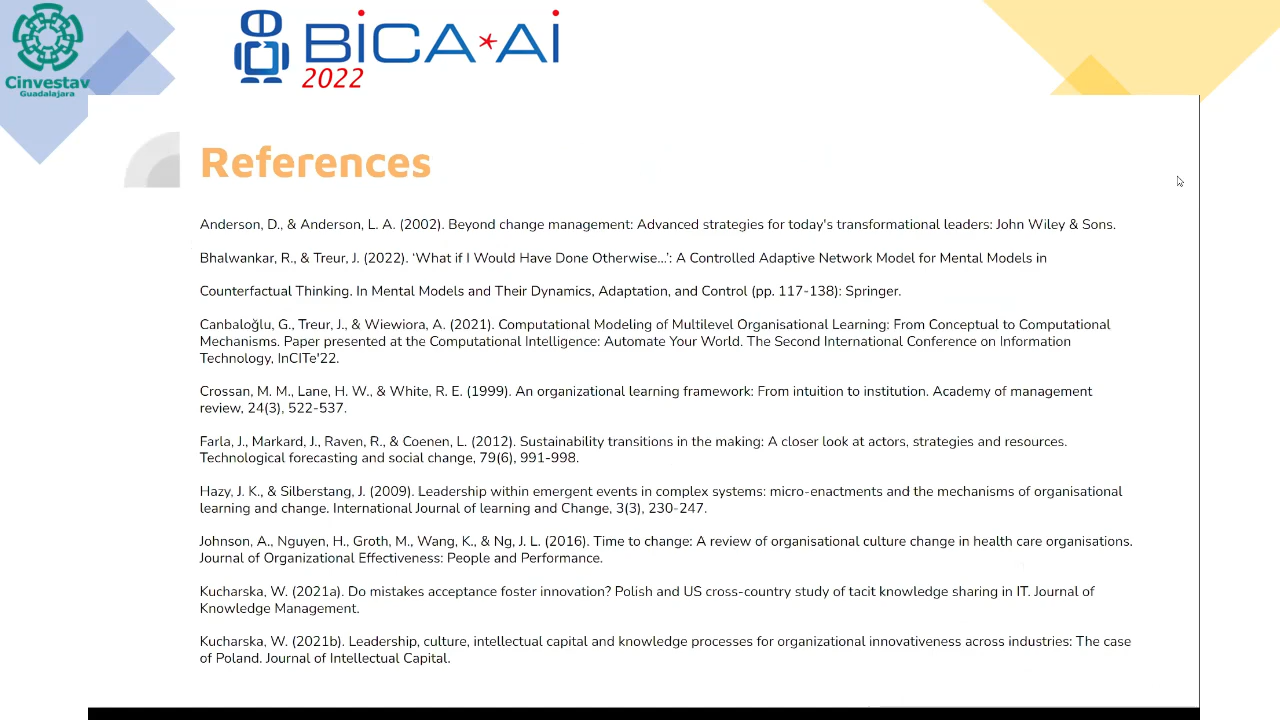 Cinvestav
Guadalajara
BiCA*Ai
2022
References
Anderson, D., & Anderson, L. A. (2002). Beyond change management: Advanced strategies for today's transformational leaders: John Wiley & Sons.
Bhalwankar, R., & Treur, J. (2022). ‘What if I Would Have Done Otherwise…’: A Controlled Adaptive Network Model for Mental Models in
Counterfactual Thinking. In Mental Models and Their Dynamics, Adaptation, and Control (pp. 117-138): Springer.
Canbaloğlu, G., Treur, J., & Wiewiora, A. (2021). Computational Modeling of Multilevel Organisational Learning: From Conceptual to Computational
Mechanisms. Paper presented at the Computational Intelligence: Automate Your World. The Second International Conference on Information
Technology, InCITe'22.
Crossan, M. M., Lane, H. W., & White, R. E. (1999). An organizational learning framework: From intuition to institution. Academy of management
review, 24(3), 522-537.
Farla, J., Markard, J., Raven, R., & Coenen, L. (2012). Sustainability transitions in the making: A closer look at actors, strategies and resources.
Technological forecasting and social change, 79(6), 991-998.
Hazy, J. K., & Silberstang, J. (2009). Leadership within emergent events in complex systems: micro-enactments and the mechanisms of organisational
learning and change. International Journal of learning and Change, 3(3), 230-247.
Johnson, A., Nguyen, H., Groth, M., Wang, K., & Ng, J. L. (2016). Time to change: A review of organisational culture change in health care organisations.
Journal of Organizational Effectiveness: People and Performance.
Kucharska, W. (2021a). Do mistakes acceptance foster innovation? Polish and US cross-country study of tacit knowledge sharing in IT. Journal of
Knowledge Management.
Kucharska, W. (2021b). Leadership, culture, intellectual capital and knowledge processes for organizational innovativeness across industries: The case
of Poland. Journal of Intellectual Capital.